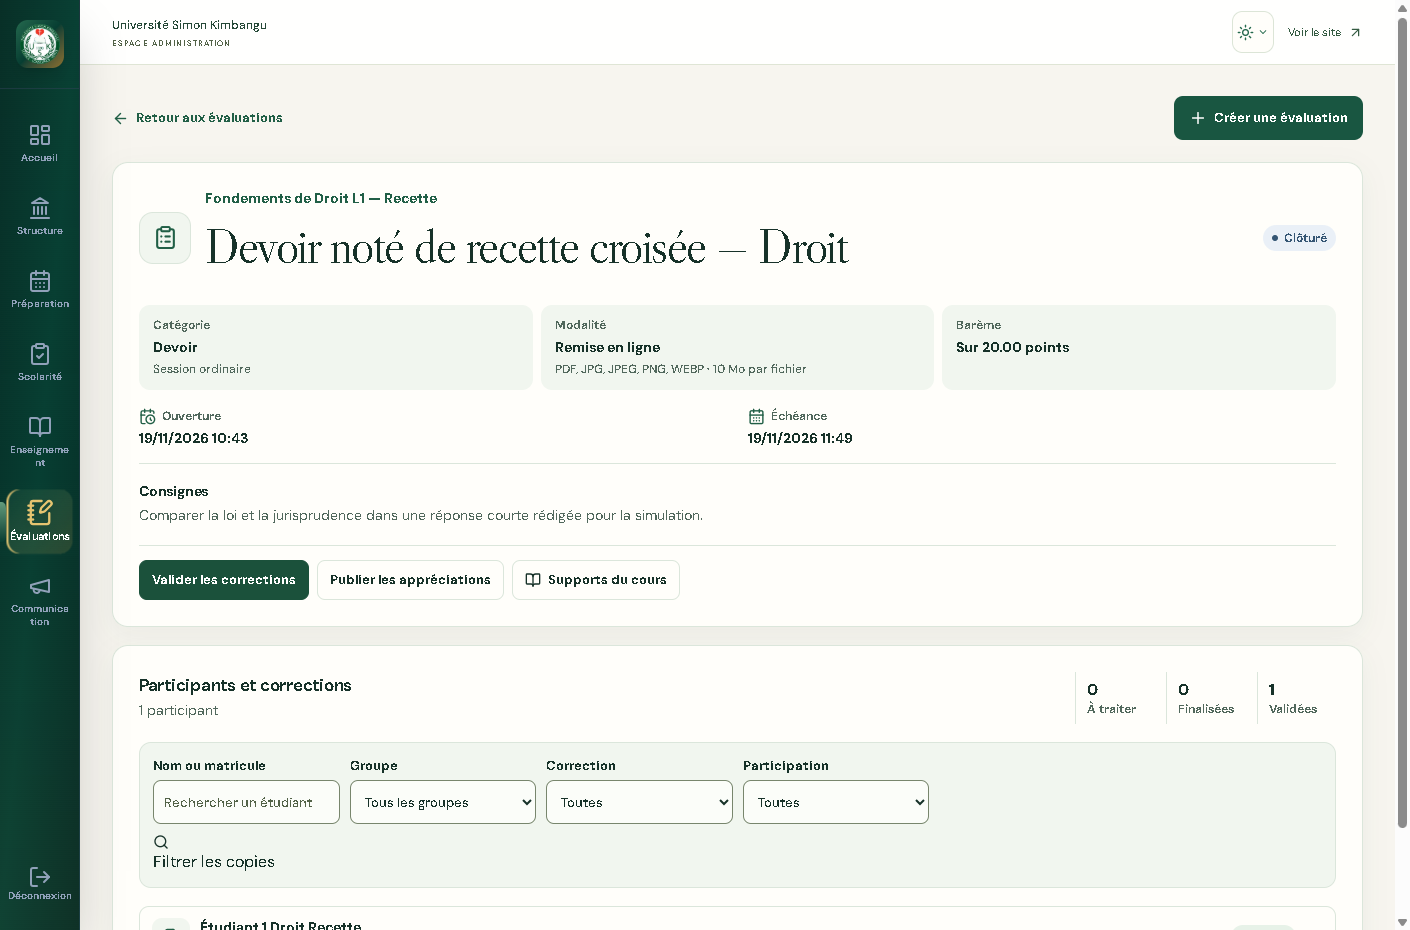 Université Simon Kimbangu
ESPACE ADMINISTRATION
Voir le site
Accueil
Structure
Préparation
Scolarité
Enseigneme
nt
Évaluations
Communica
tion
Déconnexion
Retour aux évaluations
Créer une évaluation
Fondements de Droit L1 — Recette
Devoir noté de recette croisée — Droit
Clôturé
Catégorie
Devoir
Session ordinaire
Modalité
Remise en ligne
PDF, JPG, JPEG, PNG, WEBP · 10 Mo par fichier
Barème
Sur 20.00 points
Ouverture
19/11/2026 10:43
Échéance
19/11/2026 11:49
Consignes
Comparer la loi et la jurisprudence dans une réponse courte rédigée pour la simulation.
Valider les corrections
Publier les appréciations
Supports du cours
Participants et corrections
1 participant
0
À traiter
0
Finalisées
1
Validées
Nom ou matricule
Rechercher un étudiant
Groupe
Tous les groupes
Correction
Toutes
Participation
Toutes
Filtrer les copies
Étudiant 1 Droit Recette